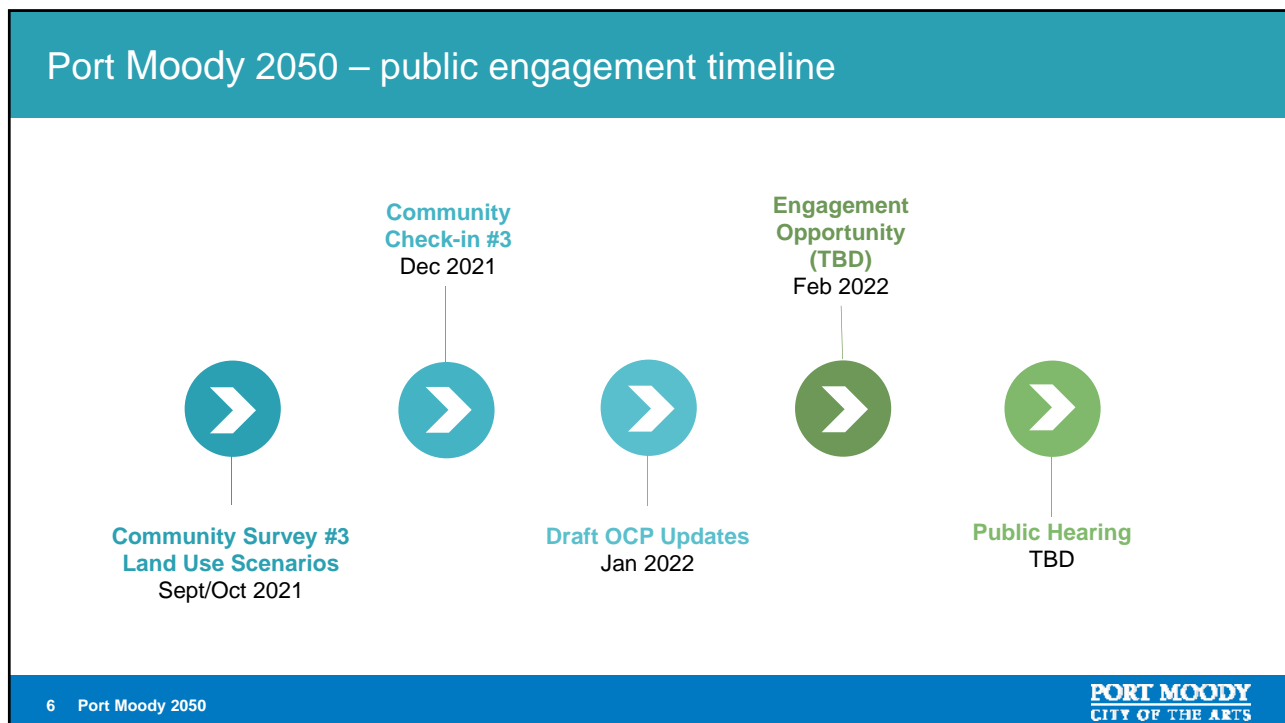 Port Moody 2050 – public engagement timeline
Community Survey #3
Land Use Scenarios
Sept/Oct 2021
Community
Check-in #3
Dec 2021
Draft OCP Updates
Jan 2022
Engagement
Opportunity
(TBD)
Feb 2022
Public Hearing
TBD
6 Port Moody 2050
PORT MOODY
CITY OF THE ARTS